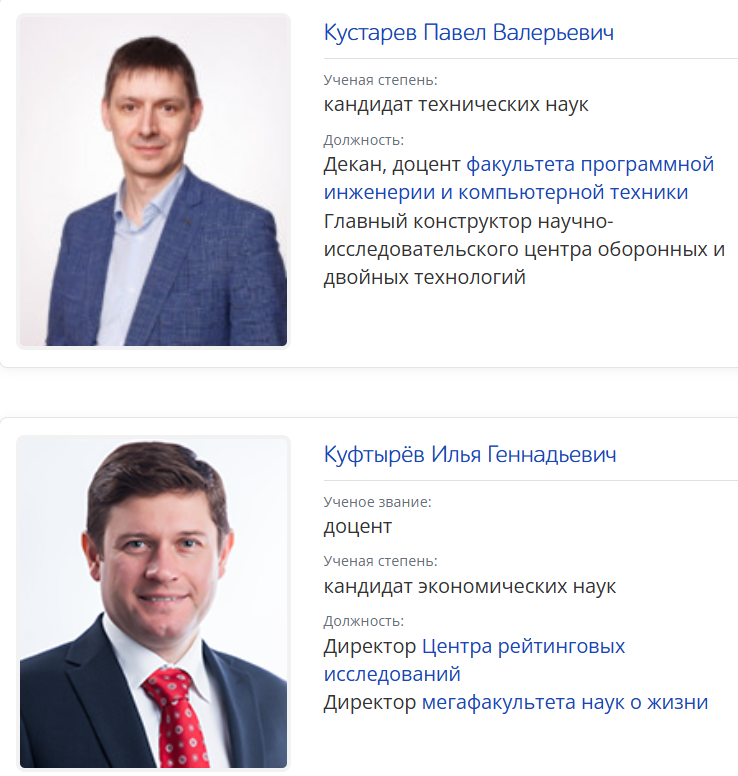 Кустарев Павел Валерьевич
Ученая степень:
кандидат технических наук
Должность:
Декан, доцент факультета программной
инженерии и компьютерной техники
Главный конструктор научно-
исследовательского центра оборонных и
двойных технологий
Куфтырёв Илья Геннадьевич
Ученое звание:
доцент
Ученая степень:
кандидат экономических наук
Должность:
Директор Центра рейтинговых
исследований
Директор мегафакультета наук о жизни